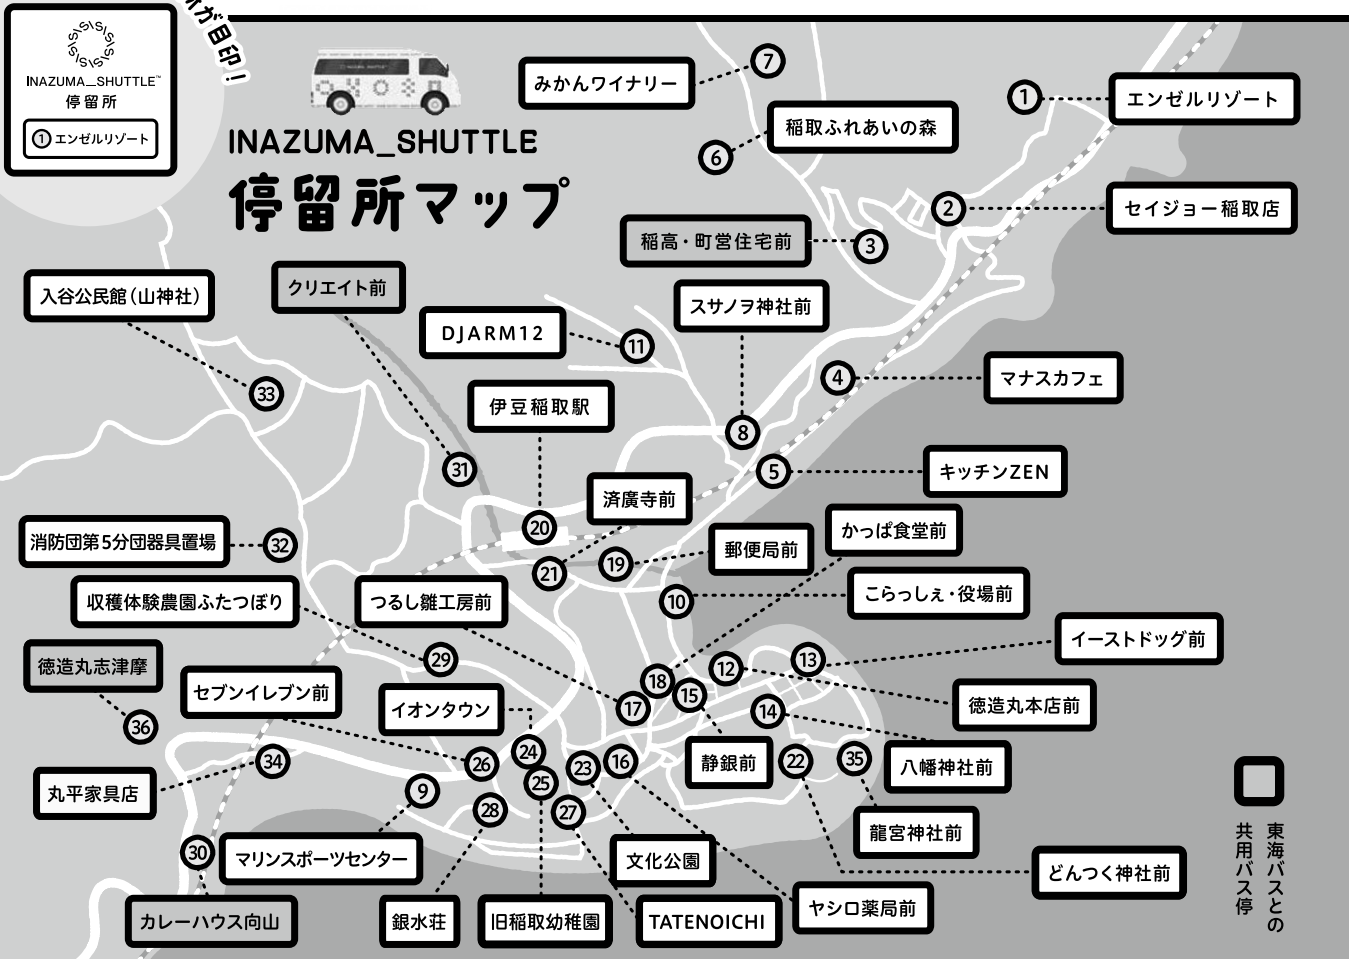 が目印！
INAZUMA_SHUTTLE™
停留所
① エンゼルリゾート
INAZUMA_SHUTTLE
停留所マップ
7 みかんワイナリー
1 エンゼルリゾート
6 稲取ふれあいの森
2 セイジョー稲取店
3 稲高・町営住宅前
33 入谷公民館（山神社）
31 クリエイト前
11 DJARM12
8 スサノヲ神社前
4 マナスカフェ
20 伊豆稲取駅
5 キッチンZEN
21 済廣寺前
19 郵便局前
18 かっぱ食堂前
32 消防団第5分団器具置場
29 収穫体験農園ふたつぼり
17 つるし雛工房前
10 こらっしぇ・役場前
13 イーストドッグ前
36 徳造丸志津摩
26 セブンイレブン前
24 イオンタウン
12 徳造丸本店前
15 静銀前
14 八幡神社前
34 丸平家具店
9 マリンスポーツセンター
23 文化公園
35 龍宮神社前
22 どんつく神社前
30 カレーハウス向山
28 銀水荘
25 旧稲取幼稚園
27 TATENOICHI
16 ヤシロ薬局前
東海バスとの
共用バス停